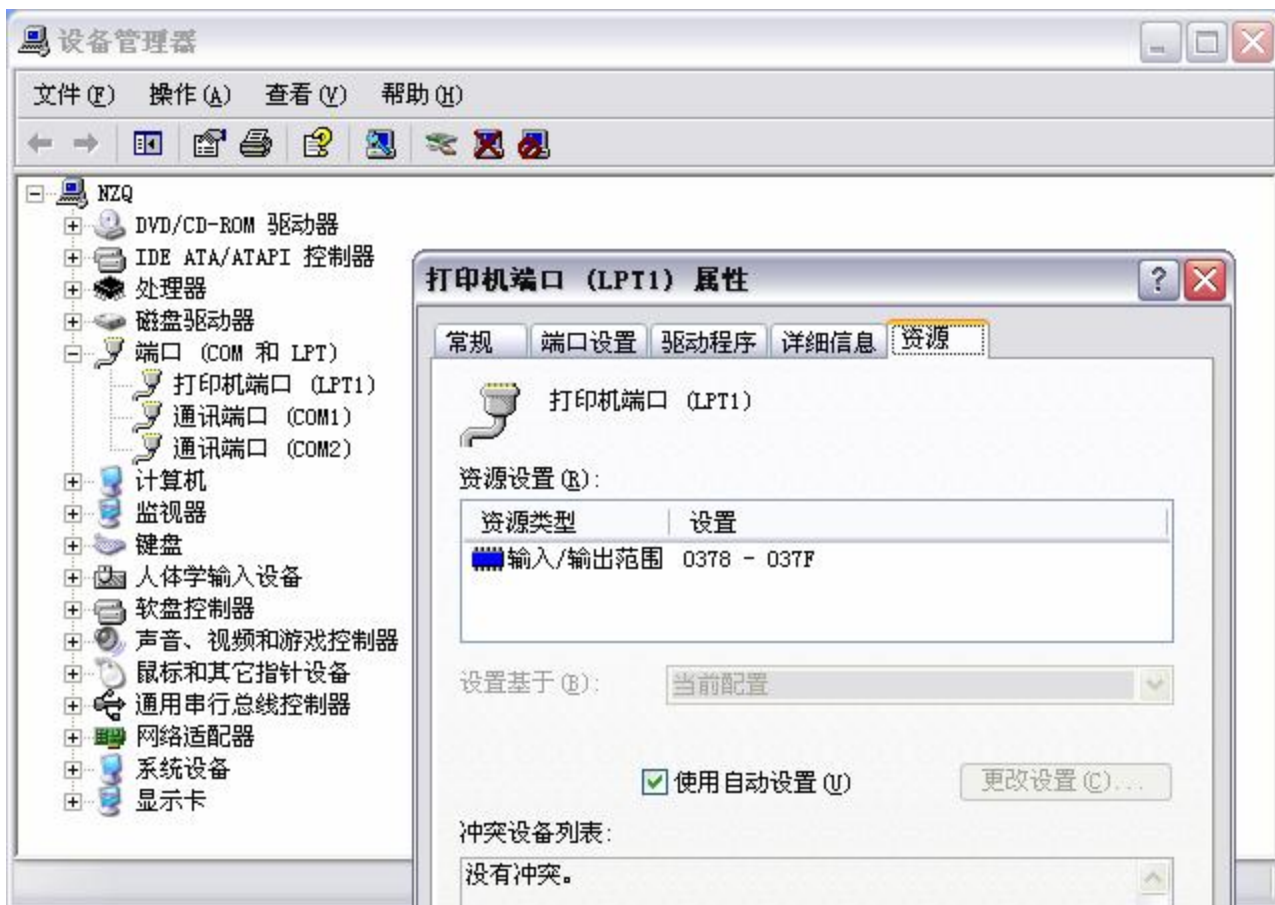 设备管理器
文件(F) 操作(A) 查看(V) 帮助(H)
NZQ
DVD/CD-ROM 驱动器
IDE ATA/ATAPI 控制器
处理器
磁盘驱动器
端口 (COM 和 LPT)
打印机端口 (LPT1)
通讯端口 (COM1)
通讯端口 (COM2)
计算机
监视器
键盘
人体学输入设备
软盘控制器
声音、视频和游戏控制器
鼠标和其它指针设备
通用串行总线控制器
网络适配器
系统设备
显示卡
打印机端口 (LPT1) 属性
常规 端口设置 驱动程序 详细信息 资源
打印机端口 (LPT1)
资源设置(R):
资源类型 设置
输入/输出范围 0378 - 037F
设置基于(B): 当前配置
使用自动设置(U) 更改设置(C)...
冲突设备列表:
没有冲突。